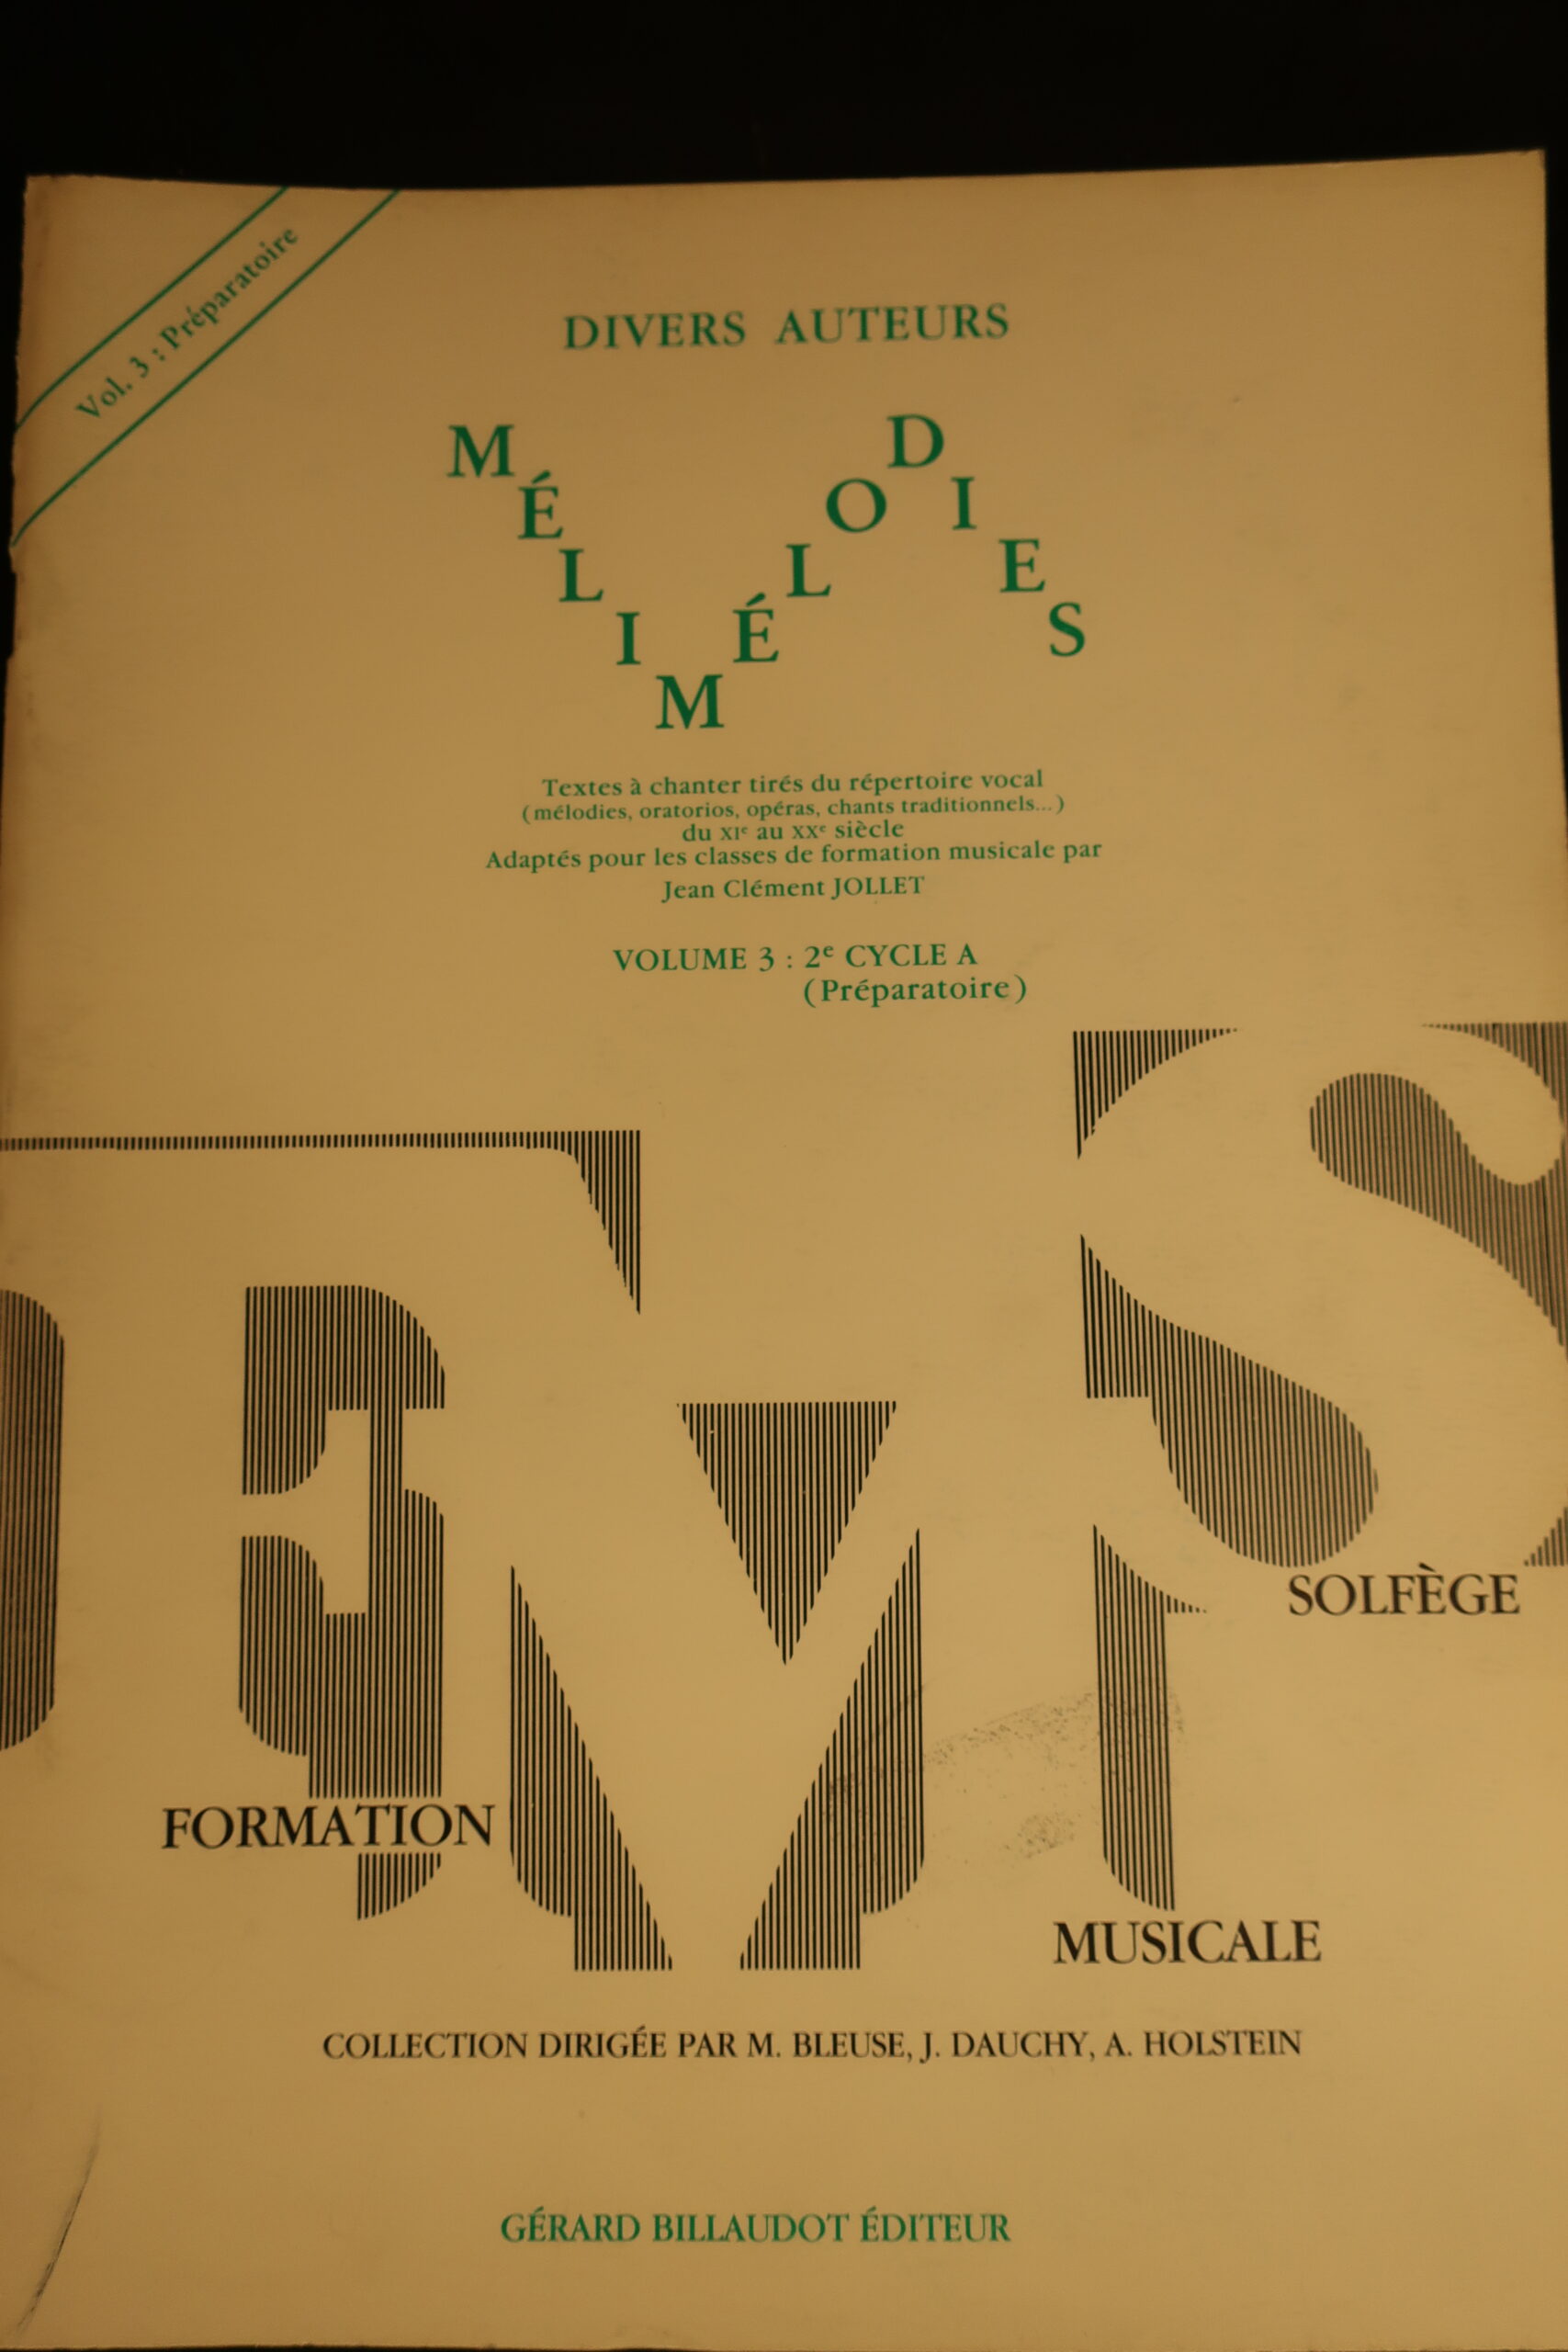 Vol. 3 : Préparatoire
DIVERS AUTEURS
MÉLIMÉLODIES
Textes à chanter tirés du répertoire vocal
(mélodies, oratorios, opéras, chants traditionnels...)
du XIe au XXe siècle
Adaptés pour les classes de formation musicale par
Jean Clément JOLLET
VOLUME 3 : 2e CYCLE A
(Préparatoire)
SOLFÈGE
FORMATION
MUSICALE
COLLECTION DIRIGÉE PAR M. BLEUSE, J. DAUCHY, A. HOLSTEIN
GÉRARD BILLAUDOT ÉDITEUR